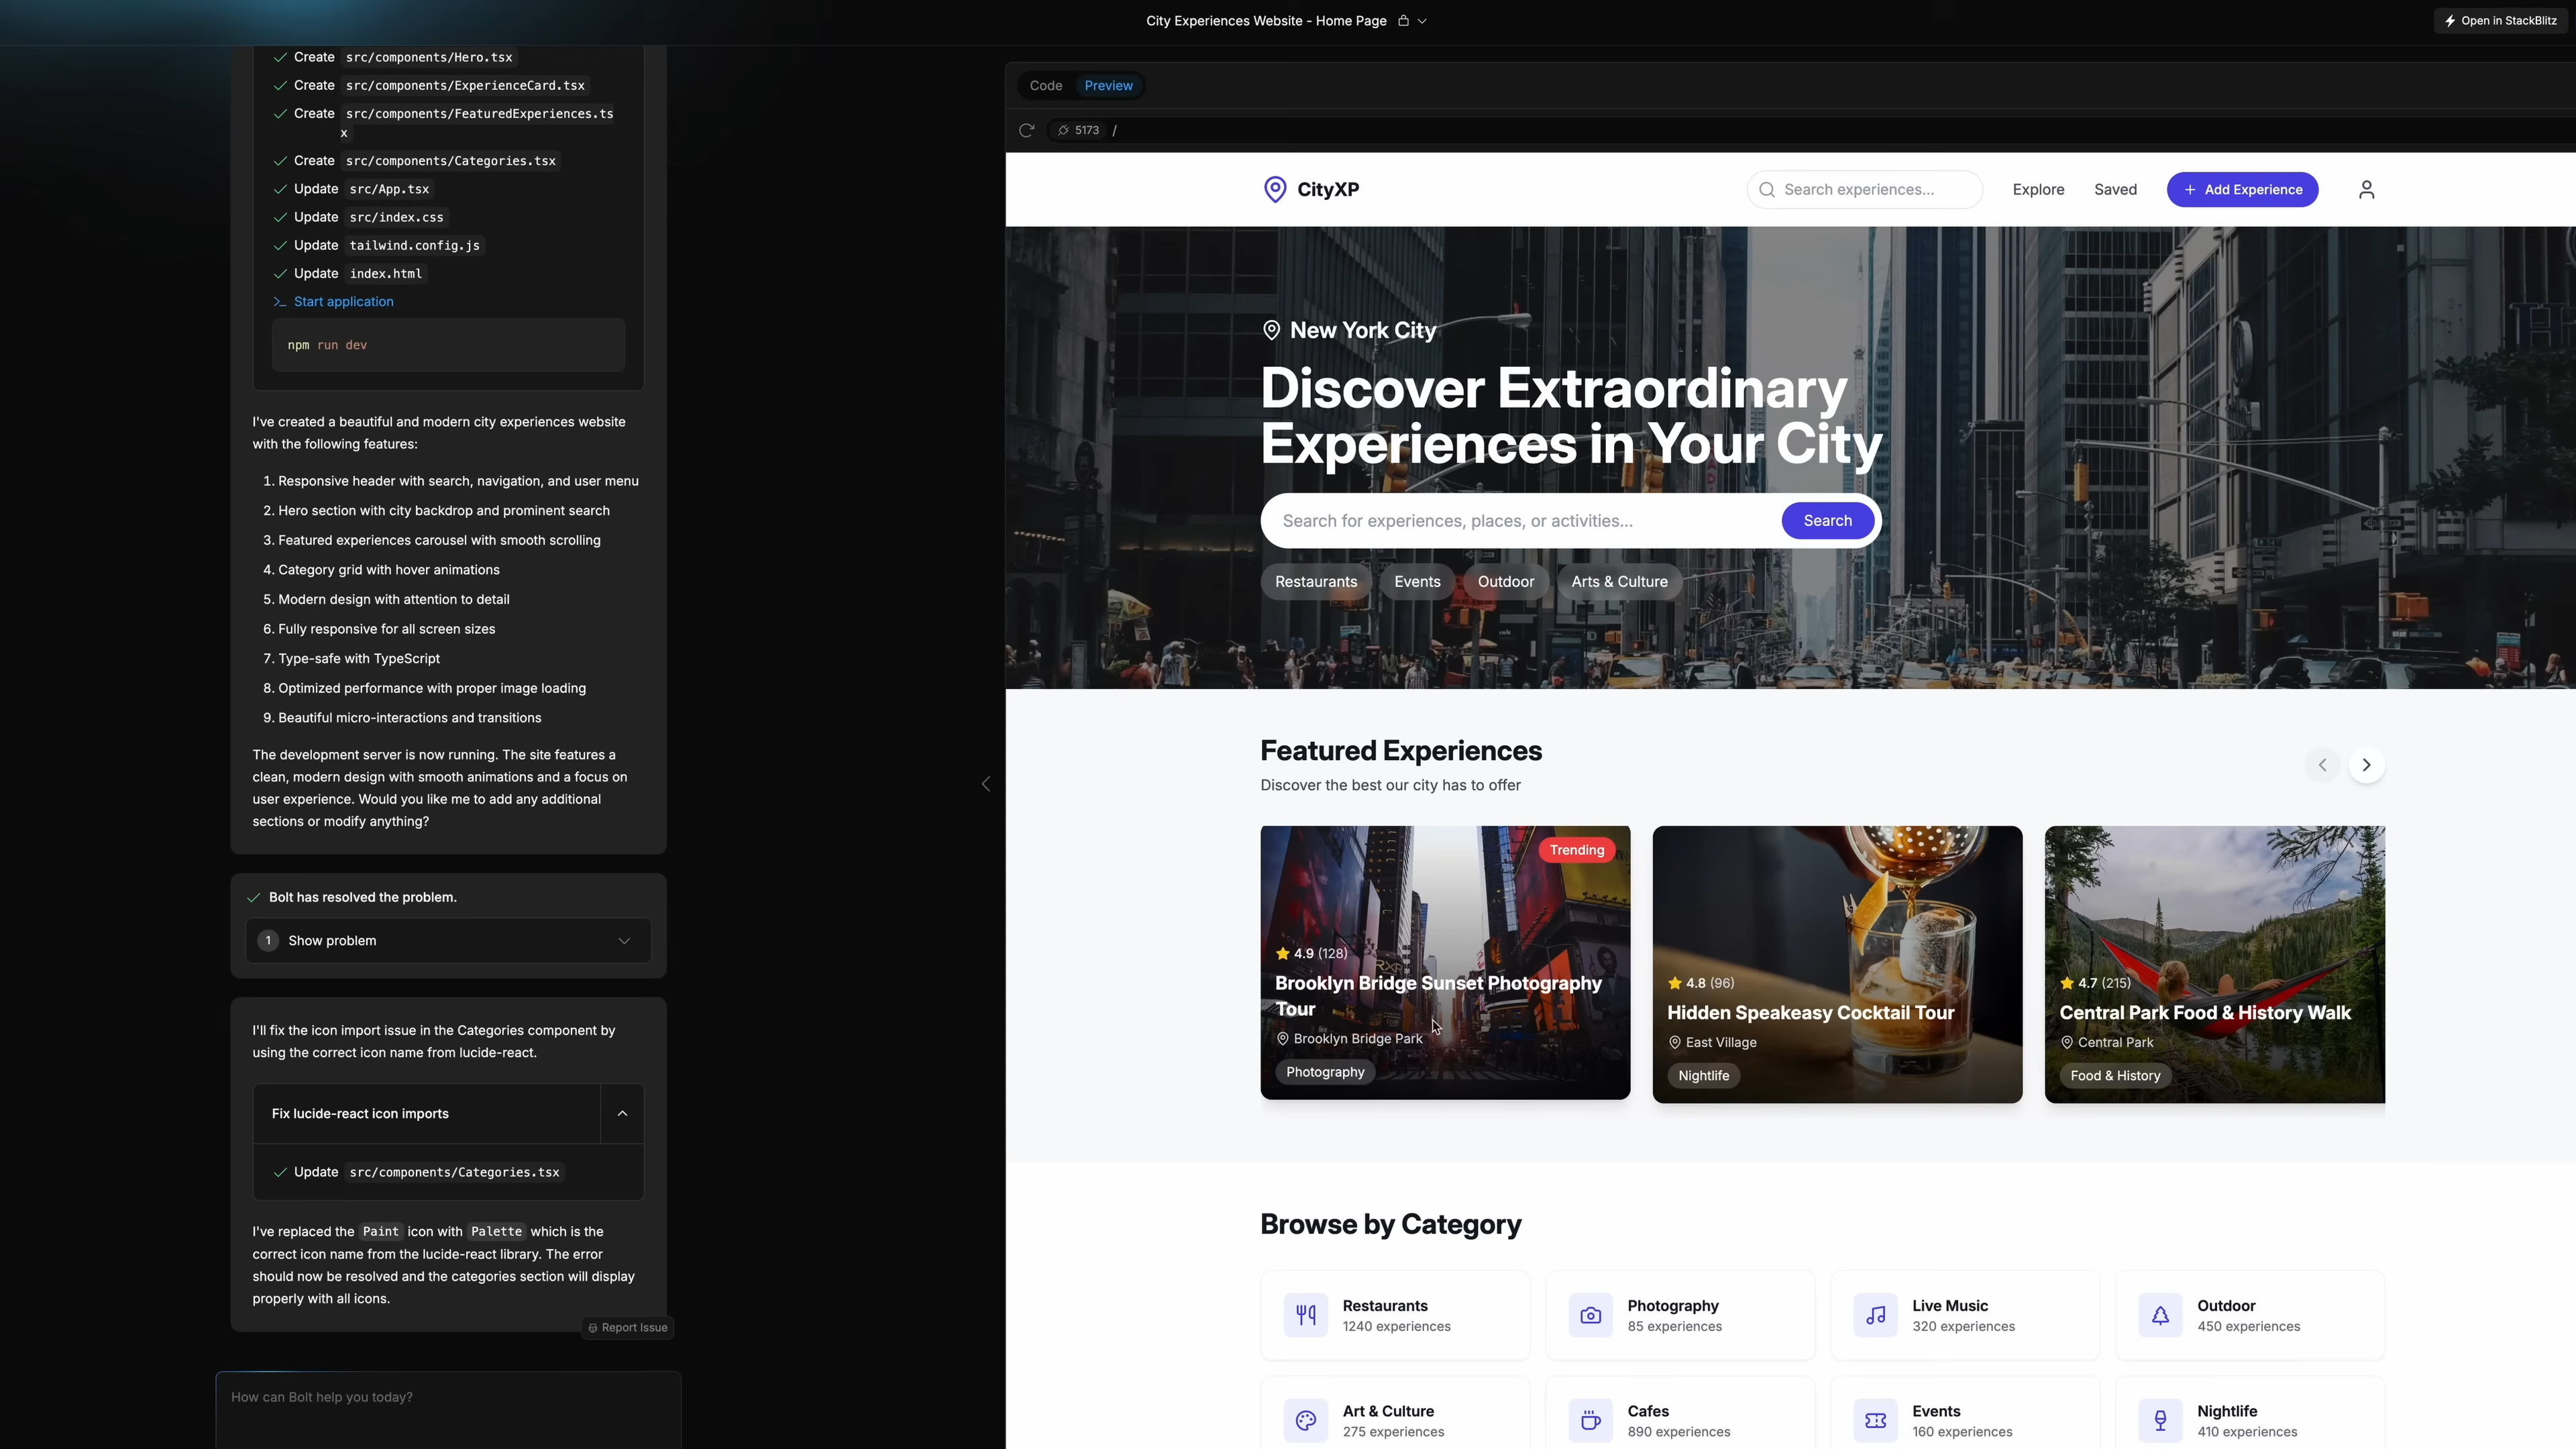 City Experiences Website - Home Page
Open in StackBlitz
Create src/components/Hero.tsx
Create src/components/ExperienceCard.tsx
Create src/components/FeaturedExperiences.ts
x
Create src/components/Categories.tsx
Update src/App.tsx
Update src/index.css
Update tailwind.config.js
Update index.html
Start application
npm run dev
I've created a beautiful and modern city experiences website
with the following features:
1. Responsive header with search, navigation, and user menu
2. Hero section with city backdrop and prominent search
3. Featured experiences carousel with smooth scrolling
4. Category grid with hover animations
5. Modern design with attention to detail
6. Fully responsive for all screen sizes
7. Type-safe with TypeScript
8. Optimized performance with proper image loading
9. Beautiful micro-interactions and transitions
The development server is now running. The site features a
clean, modern design with smooth animations and a focus on
user experience. Would you like me to add any additional
sections or modify anything?
Bolt has resolved the problem.
1 Show problem
I'll fix the icon import issue in the Categories component by
using the correct icon name from lucide-react.
Fix lucide-react icon imports
Update src/components/Categories.tsx
I've replaced the Paint icon with Palette which is the
correct icon name from the lucide-react library. The error
should now be resolved and the categories section will display
properly with all icons.
Report Issue
How can Bolt help you today?
Code Preview
5173 /
CityXP
Search experiences...
Explore
Saved
+ Add Experience
New York City
Discover Extraordinary
Experiences in Your City
Search for experiences, places, or activities...
Search
Restaurants
Events
Outdoor
Arts & Culture
Featured Experiences
Discover the best our city has to offer
Trending
4.9 (128)
Brooklyn Bridge Sunset Photography
Tour
Brooklyn Bridge Park
Photography
4.8 (96)
Hidden Speakeasy Cocktail Tour
East Village
Nightlife
4.7 (215)
Central Park Food & History Walk
Central Park
Food & History
Browse by Category
Restaurants
1240 experiences
Photography
85 experiences
Live Music
320 experiences
Outdoor
450 experiences
Art & Culture
275 experiences
Cafes
890 experiences
Events
160 experiences
Nightlife
410 experiences